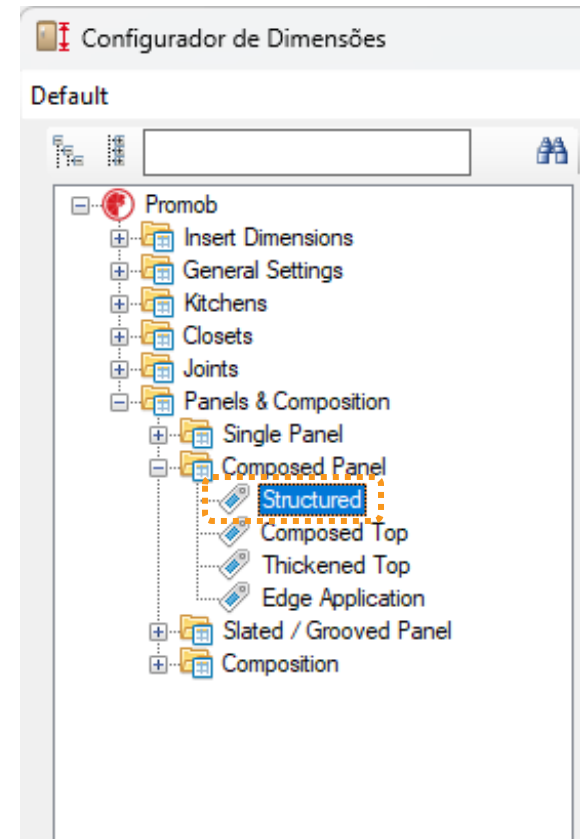 Configurador de Dimensões
Default
Promob
Insert Dimensions
General Settings
Kitchens
Closets
Joints
Panels & Composition
Single Panel
Composed Panel
Structured
Composed Top
Thickened Top
Edge Application
Slated / Grooved Panel
Composition